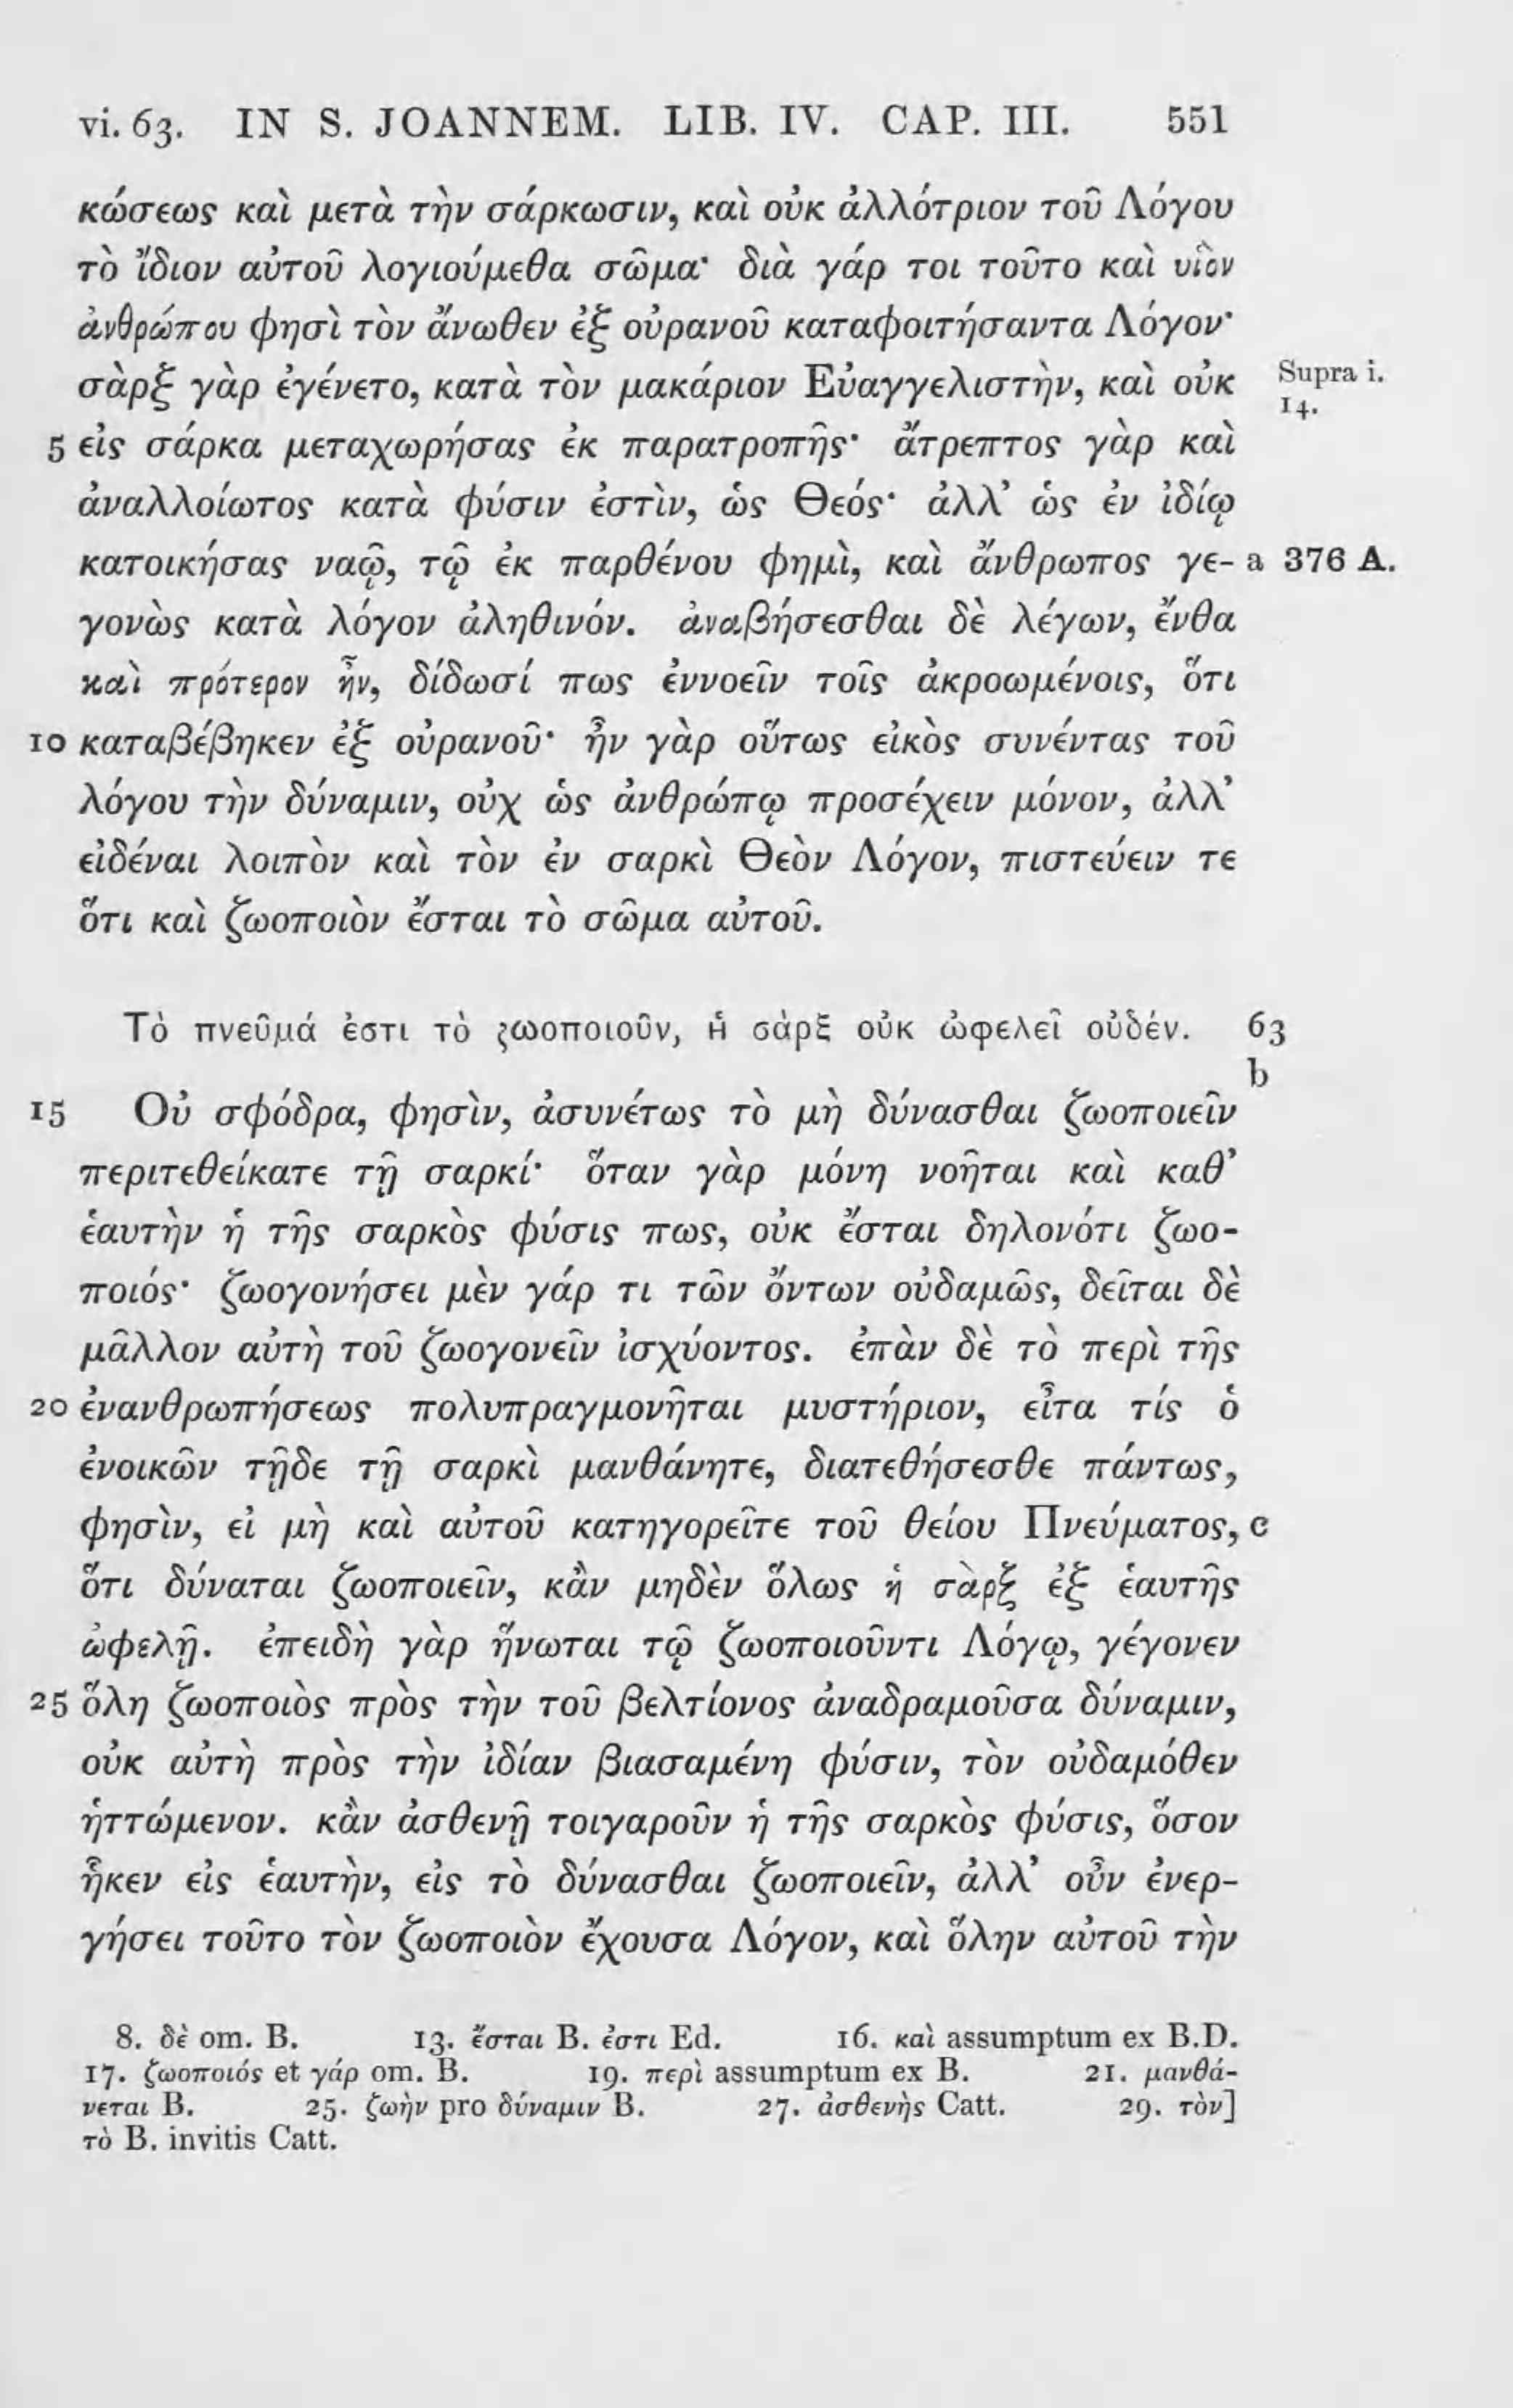 vi. 63. IN S. JOANNEM. LIB. IV. CAP. III. 551
κώσεως καὶ μετὰ τὴν σάρκωσιν, καὶ οὐκ ἀλλότριον τοῦ Λόγου
τὸ ἴδιον αὐτοῦ λογιούμεθα σῶμα· διὰ γάρ τοι τοῦτο καὶ υἱὸν
ἀνθρώπου φησὶ τὸν ἄνωθεν ἐξ οὐρανοῦ καταφοιτήσαντα Λόγον·
σὰρξ γὰρ ἐγένετο, κατὰ τὸν μακάριον Εὐαγγελιστὴν, καὶ οὐκ Supra i. 14.
5 εἰς σάρκα μεταχωρήσας ἐκ παρατροπῆς· ἄτρεπτος γὰρ καὶ
ἀναλλοίωτος κατὰ φύσιν ἐστὶν, ὡς Θεός· ἀλλ’ ὡς ἐν ἰδίῳ
κατοικήσας ναῷ, τῷ ἐκ παρθένου φημὶ, καὶ ἄνθρωπος γε- a 376 A.
γονὼς κατὰ λόγον ἀληθινόν. ἀναβήσεσθαι δὲ λέγων, ἔνθα
καὶ πρότερον ἦν, δίδωσί πως ἐννοεῖν τοῖς ἀκροωμένοις, ὅτι
10 καταβέβηκεν ἐξ οὐρανοῦ· ἦν γὰρ οὕτως εἰκὸς συνέντας τοῦ
λόγου τὴν δύναμιν, οὐχ ὡς ἀνθρώπῳ προσέχειν μόνον, ἀλλ’
εἰδέναι λοιπὸν καὶ τὸν ἐν σαρκὶ Θεὸν Λόγον, πιστεύειν τε
ὅτι καὶ ζωοποιὸν ἔσται τὸ σῶμα αὐτοῦ.
Τὸ πνεῦμά ἐστι τὸ ζωοποιοῦν, ἡ σὰρξ οὐκ ὠφελεῖ οὐδέν. 63
b
15 Οὐ σφόδρα, φησὶν, ἀσυνέτως τὸ μὴ δύνασθαι ζωοποιεῖν
περιτεθείκατε τῇ σαρκί· ὅταν γὰρ μόνη νοῆται καὶ καθ’
ἑαυτὴν ἡ τῆς σαρκὸς φύσις πως, οὐκ ἔσται δηλονότι ζωο-
ποιός· ζωογονήσει μὲν γάρ τι τῶν ὄντων οὐδαμῶς, δεῖται δὲ
μᾶλλον αὐτὴ τοῦ ζωογονεῖν ἰσχύοντος. ἐπὰν δὲ τὸ περὶ τῆς
20 ἐνανθρωπήσεως πολυπραγμονῆται μυστήριον, εἶτα τίς ὁ
ἐνοικῶν τῇδε τῇ σαρκὶ μανθάνητε, διατεθήσεσθε πάντως,
φησὶν, εἰ μὴ καὶ αὐτοῦ κατηγορεῖτε τοῦ θείου Πνεύματος, c
ὅτι δύναται ζωοποιεῖν, κἂν μηδὲν ὅλως ἡ σὰρξ ἐξ ἑαυτῆς
ὠφελῇ. ἐπειδὴ γὰρ ἥνωται τῷ ζωοποιοῦντι Λόγῳ, γέγονεν
25 ὅλη ζωοποιὸς πρὸς τὴν τοῦ βελτίονος ἀναδραμοῦσα δύναμιν,
οὐκ αὐτὴ πρὸς τὴν ἰδίαν βιασαμένη φύσιν, τὸν οὐδαμόθεν
ἡττώμενον. κἂν ἀσθενῇ τοιγαροῦν ἡ τῆς σαρκὸς φύσις, ὅσον
ἧκεν εἰς ἑαυτὴν, εἰς τὸ δύνασθαι ζωοποιεῖν, ἀλλ’ οὖν ἐνερ-
γήσει τοῦτο τὸν ζωοποιὸν ἔχουσα Λόγον, καὶ ὅλην αὐτοῦ τὴν
8. δὲ om. B. 13. ἔσται B. ἐστι Ed. 16. καὶ assumptum ex B.D.
17. ζωοποιός et γάρ om. B. 19. περὶ assumptum ex B. 21. μανθά-
νεται B. 25. ζωὴν pro δύναμιν B. 27. ἀσθενὴς Catt. 29. τὸν]
τὸ B. invitis Catt.